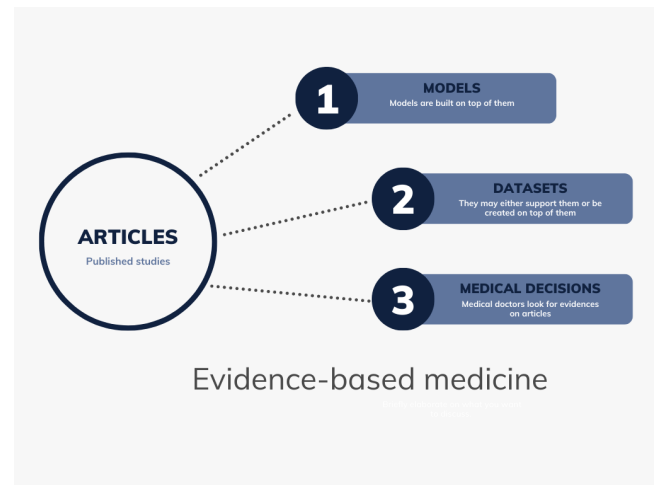 1
MODELS
Models are built on top of them
2
DATASETS
They may either support them or be
created on top of them
ARTICLES
Published studies
3
MEDICAL DECISIONS
Medical doctors look for evidences
on articles
Evidence-based medicine